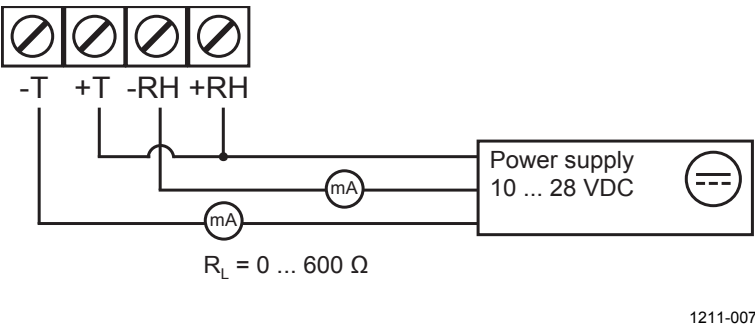 -T +T -RH +RH
Power supply
10 ... 28 VDC
mA
mA
R_L = 0 ... 600 Ω
1211-007